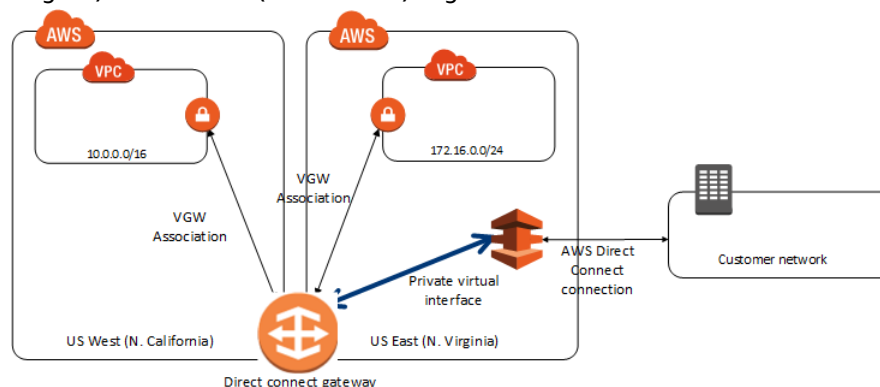 AWS
AWS
VPC
VPC
10.0.0.0/16
172.16.0.0/24
VGW
Association
VGW
Association
AWS Direct
Connect
connection
Customer network
Private virtual
interface
US West (N. California)
US East (N. Virginia)
Direct connect gateway